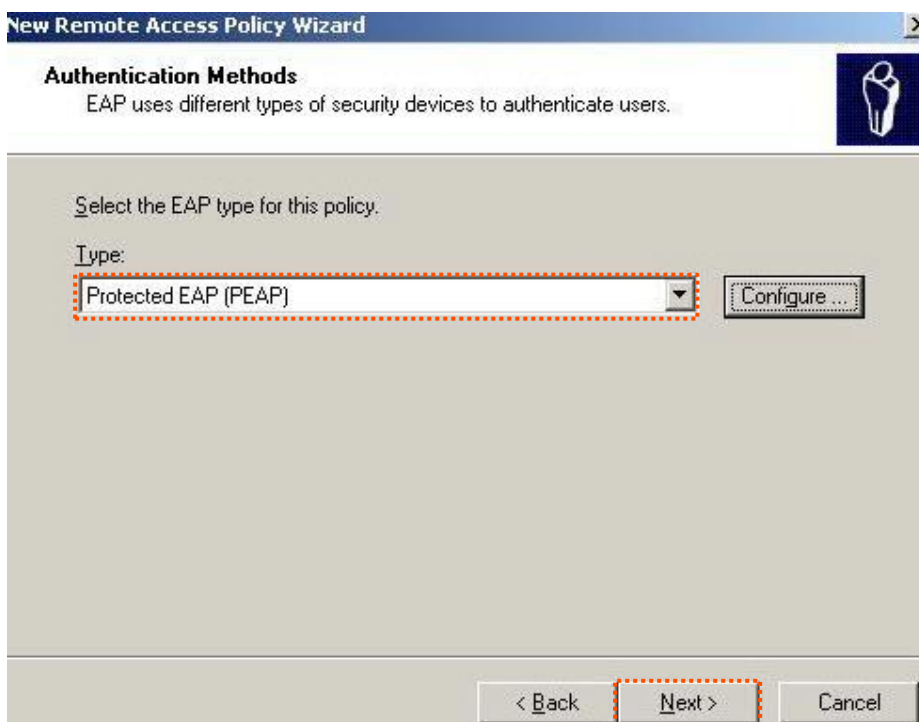 New Remote Access Policy Wizard
Authentication Methods
EAP uses different types of security devices to authenticate users.
Select the EAP type for this policy.
Type:
Protected EAP (PEAP)
Configure ...
< Back
Next >
Cancel